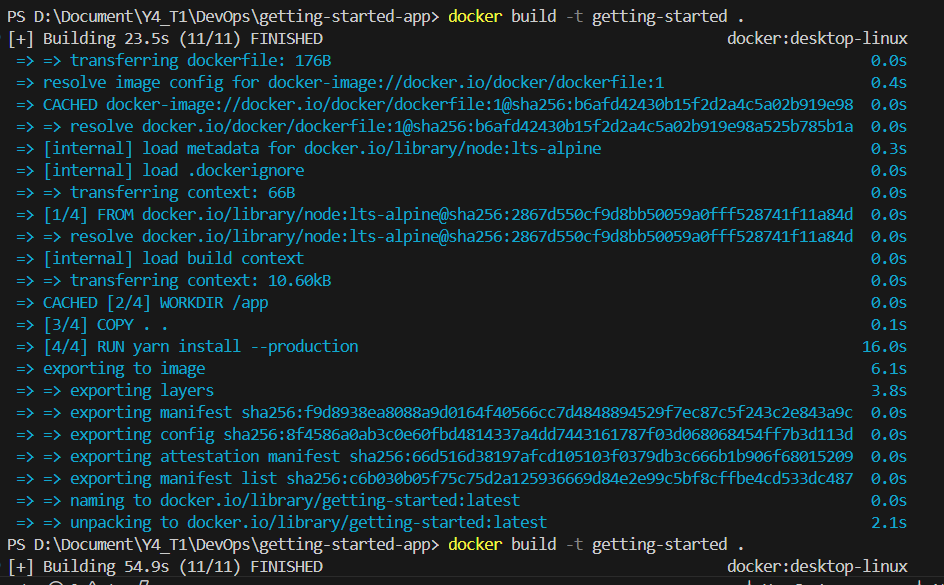 PS D:\Document\Y4_T1\DevOps\getting-started-app> docker build -t getting-started .
[+] Building 23.5s (11/11) FINISHED docker:desktop-linux
=> => transferring dockerfile: 176B 0.0s
=> resolve image config for docker-image://docker.io/docker/dockerfile:1 0.4s
=> CACHED docker-image://docker.io/docker/dockerfile:1@sha256:b6afd42430b15f2d2a4c5a02b919e98 0.0s
=> => resolve docker.io/docker/dockerfile:1@sha256:b6afd42430b15f2d2a4c5a02b919e98a525b785b1a 0.0s
=> [internal] load metadata for docker.io/library/node:lts-alpine 0.3s
=> [internal] load .dockerignore 0.0s
=> => transferring context: 66B 0.0s
=> [1/4] FROM docker.io/library/node:lts-alpine@sha256:2867d550cf9d8bb50059a0fff528741f11a84d 0.0s
=> => resolve docker.io/library/node:lts-alpine@sha256:2867d550cf9d8bb50059a0fff528741f11a84d 0.0s
=> [internal] load build context 0.0s
=> => transferring context: 10.60kB 0.0s
=> CACHED [2/4] WORKDIR /app 0.0s
=> [3/4] COPY . . 0.1s
=> [4/4] RUN yarn install --production 16.0s
=> exporting to image 6.1s
=> => exporting layers 3.8s
=> => exporting manifest sha256:f9d8938ea8088a9d0164f40566cc7d4848894529f7ec87c5f243c2e843a9c 0.0s
=> => exporting config sha256:8f4586a0ab3c0e60fbd4814337a4dd7443161787f03d068068454ff7b3d113d 0.0s
=> => exporting attestation manifest sha256:66d516d38197afcd105103f0379db3c666b1b906f68015209 0.0s
=> => exporting manifest list sha256:c6b030b05f75c75d2a125936669d84e2e99c5bf8cffbe4cd533dc487 0.0s
=> => naming to docker.io/library/getting-started:latest 0.0s
=> => unpacking to docker.io/library/getting-started:latest 2.1s
PS D:\Document\Y4_T1\DevOps\getting-started-app> docker build -t getting-started .
[+] Building 54.9s (11/11) FINISHED docker:desktop-linux